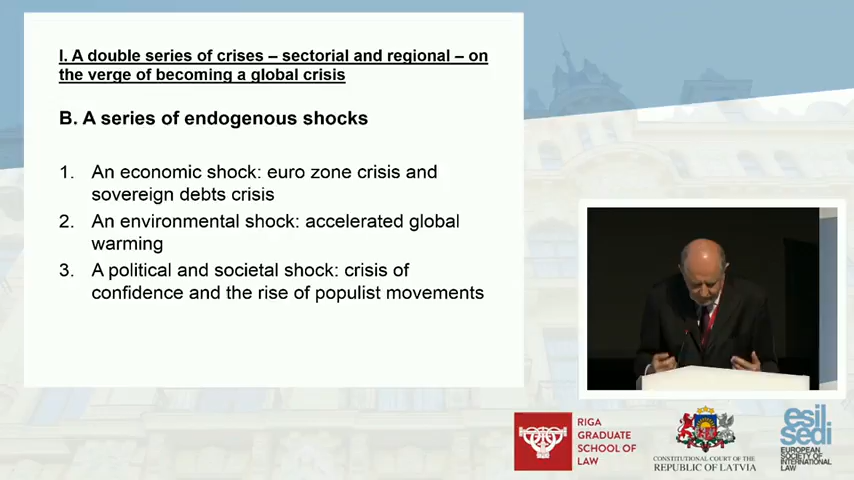 I. A double series of crises – sectorial and regional – on
the verge of becoming a global crisis
B. A series of endogenous shocks
1. An economic shock: euro zone crisis and
sovereign debts crisis
2. An environmental shock: accelerated global
warming
3. A political and societal shock: crisis of
confidence and the rise of populist movements
RIGA
GRADUATE
SCHOOL OF
LAW
CONSTITUTIONAL COURT OF THE
REPUBLIC OF LATVIA
esil
sedi
EUROPEAN
SOCIETY OF
INTERNATIONAL
LAW